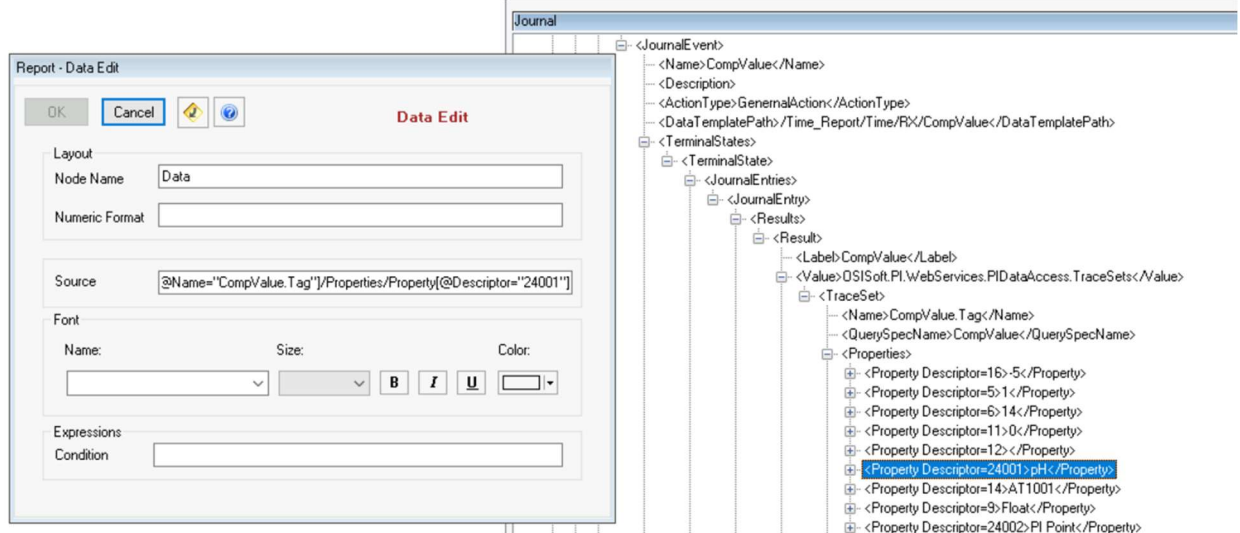 Report - Data Edit
OK
Cancel
Data Edit
Layout
Node Name
Data
Numeric Format
Source
@Name="CompValue.Tag"]/Properties/Property[@Descriptor="24001"]
Font
Name:
Size:
Color:
B
I
U
Expressions
Condition
Journal
<JournalEvent>
<Name>CompValue</Name>
<Description>
<ActionType>GenernalAction</ActionType>
<DataTemplatePath>/Time_Report/Time/RX/CompValue</DataTemplatePath>
<TerminalStates>
<TerminalState>
<JournalEntries>
<JournalEntry>
<Results>
<Result>
<Label>CompValue</Label>
<Value>OSISoft.PI.WebServices.PIDataAccess.TraceSets</Value>
<TraceSet>
<Name>CompValue.Tag</Name>
<QuerySpecName>CompValue</QuerySpecName>
<Properties>
<Property Descriptor=16>-5</Property>
<Property Descriptor=5>1</Property>
<Property Descriptor=6>14</Property>
<Property Descriptor=11>0</Property>
<Property Descriptor=12></Property>
<Property Descriptor=24001>pH</Property>
<Property Descriptor=14>AT1001</Property>
<Property Descriptor=9>Float</Property>
<Property Descriptor=24002>PI Point</Property>